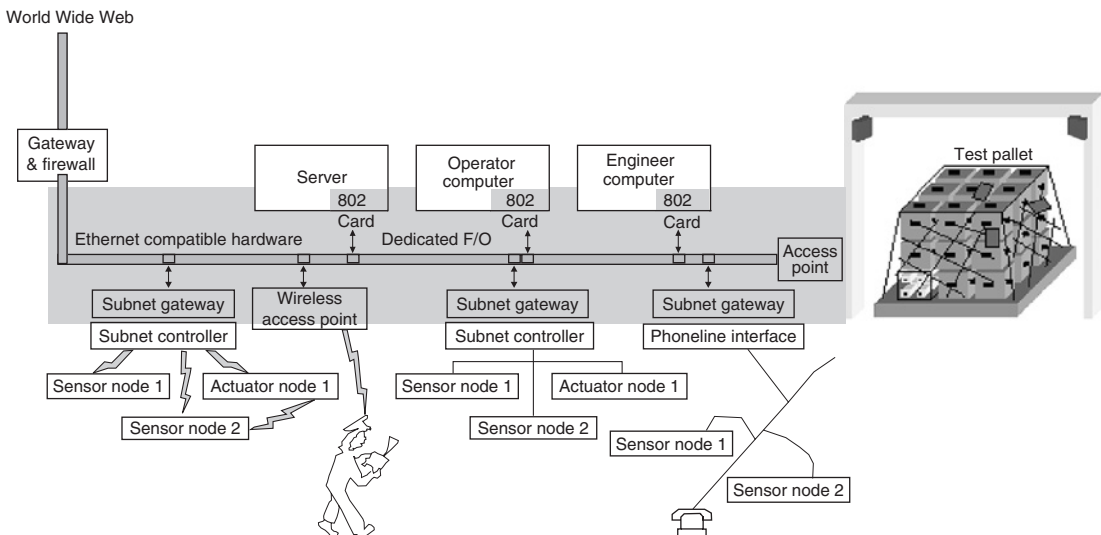 World Wide Web
Gateway
& firewall
Server
802
Card
Operator
computer
802
Card
Engineer
computer
802
Card
Test pallet
Ethernet compatible hardware
Dedicated F/O
Access
point
Subnet gateway
Wireless
access point
Subnet gateway
Subnet gateway
Subnet controller
Subnet controller
Phoneline interface
Sensor node 1
Actuator node 1
Sensor node 2
Sensor node 1
Actuator node 1
Sensor node 2
Sensor node 1
Sensor node 2